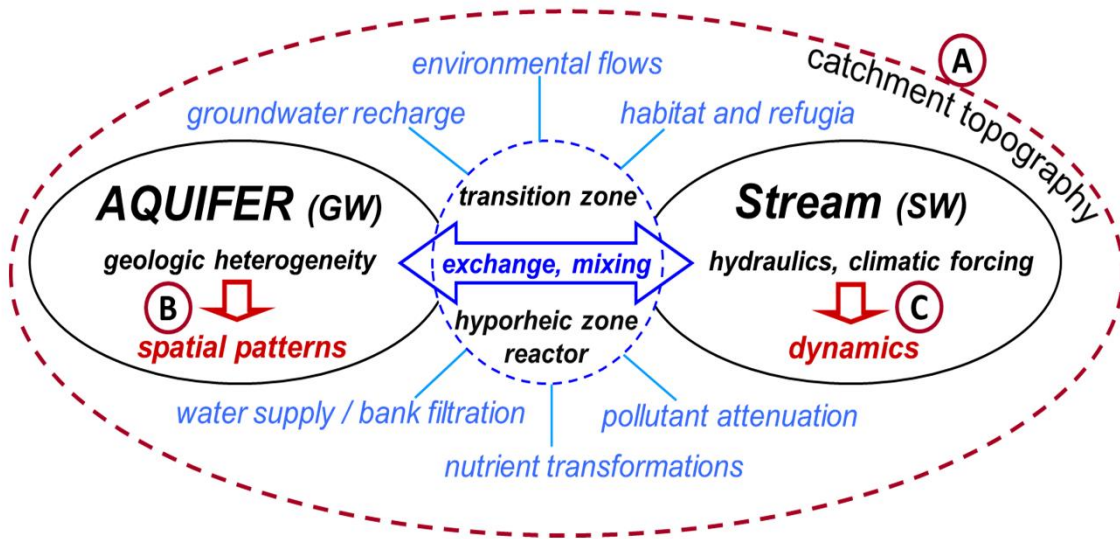 A
catchment topography
environmental flows
groundwater recharge
habitat and refugia
AQUIFER (GW)
transition zone
Stream (SW)
geologic heterogeneity
exchange, mixing
hydraulics, climatic forcing
B
C
spatial patterns
hyporheic zone
reactor
dynamics
water supply / bank filtration
pollutant attenuation
nutrient transformations